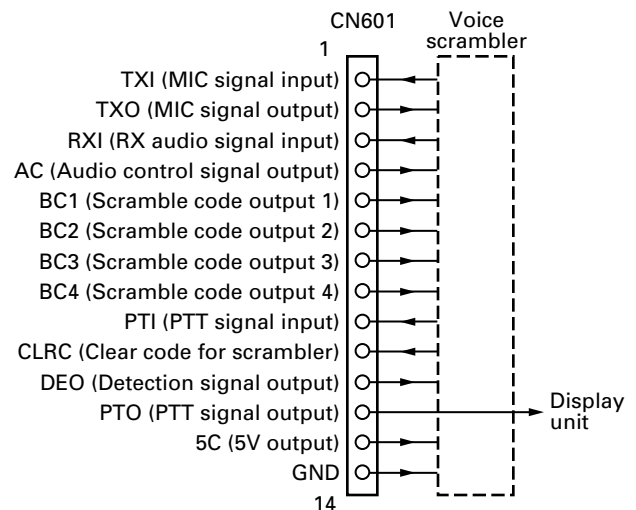 CN601
Voice
scrambler
1
TXI (MIC signal input)
TXO (MIC signal output)
RXI (RX audio signal input)
AC (Audio control signal output)
BC1 (Scramble code output 1)
BC2 (Scramble code output 2)
BC3 (Scramble code output 3)
BC4 (Scramble code output 4)
PTI (PTT signal input)
CLRC (Clear code for scrambler)
DEO (Detection signal output)
PTO (PTT signal output)
Display
unit
5C (5V output)
GND
14